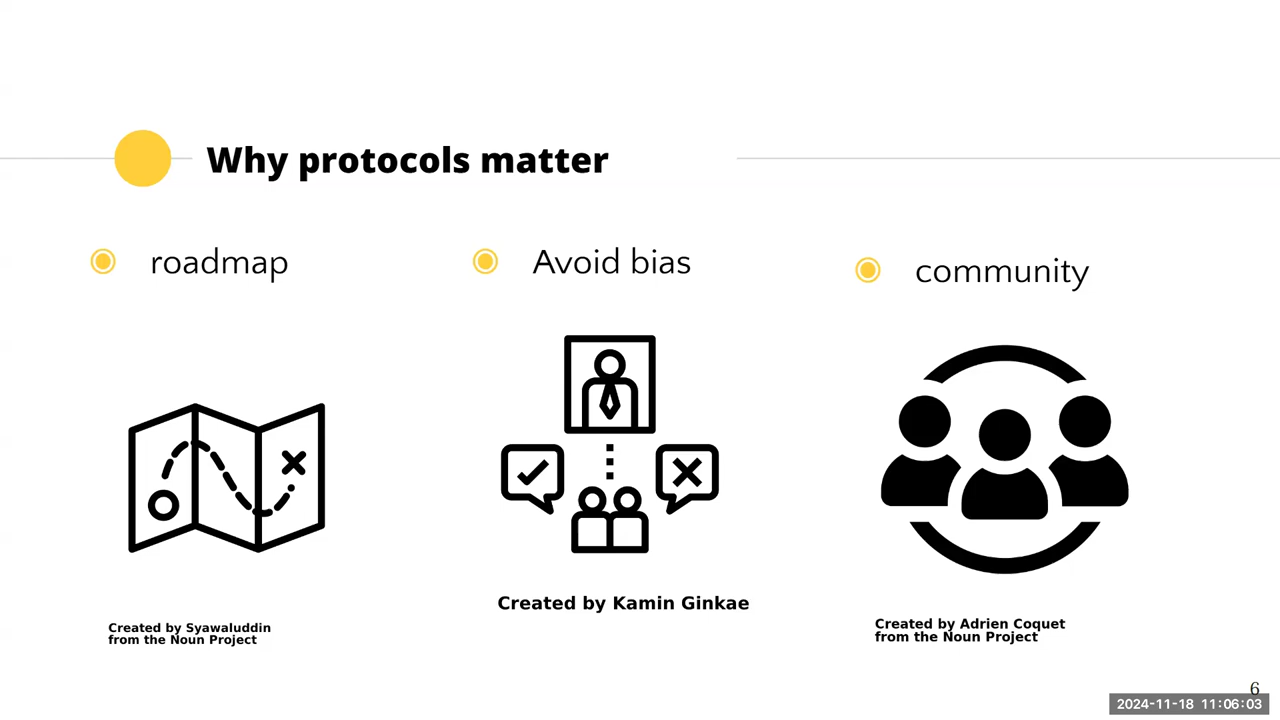 Why protocols matter
roadmap
Avoid bias
community
Created by Syawaluddin
from the Noun Project
Created by Kamin Ginkae
Created by Adrien Coquet
from the Noun Project
6
2024-11-18 11:06:03